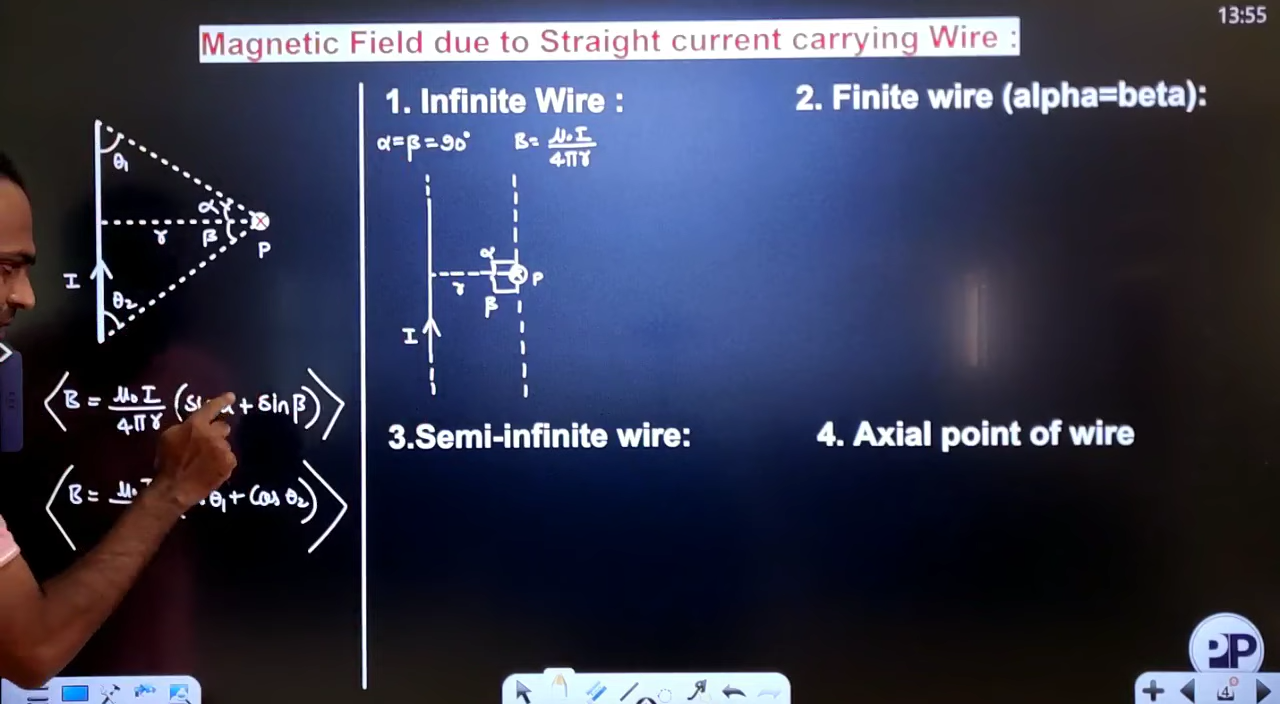 13:55
Magnetic Field due to Straight current carrying Wire :
θ₁
α
r
β
P
I
θ₂
B = μ₀I/4πr ( + sinβ)
B = θ₁ + Cos θ₂)
1. Infinite Wire :
α=β=90° B= μ₀I/4πr
α
r
P
β
I
2. Finite wire (alpha=beta):
3.Semi-infinite wire:
4. Axial point of wire
PP
4